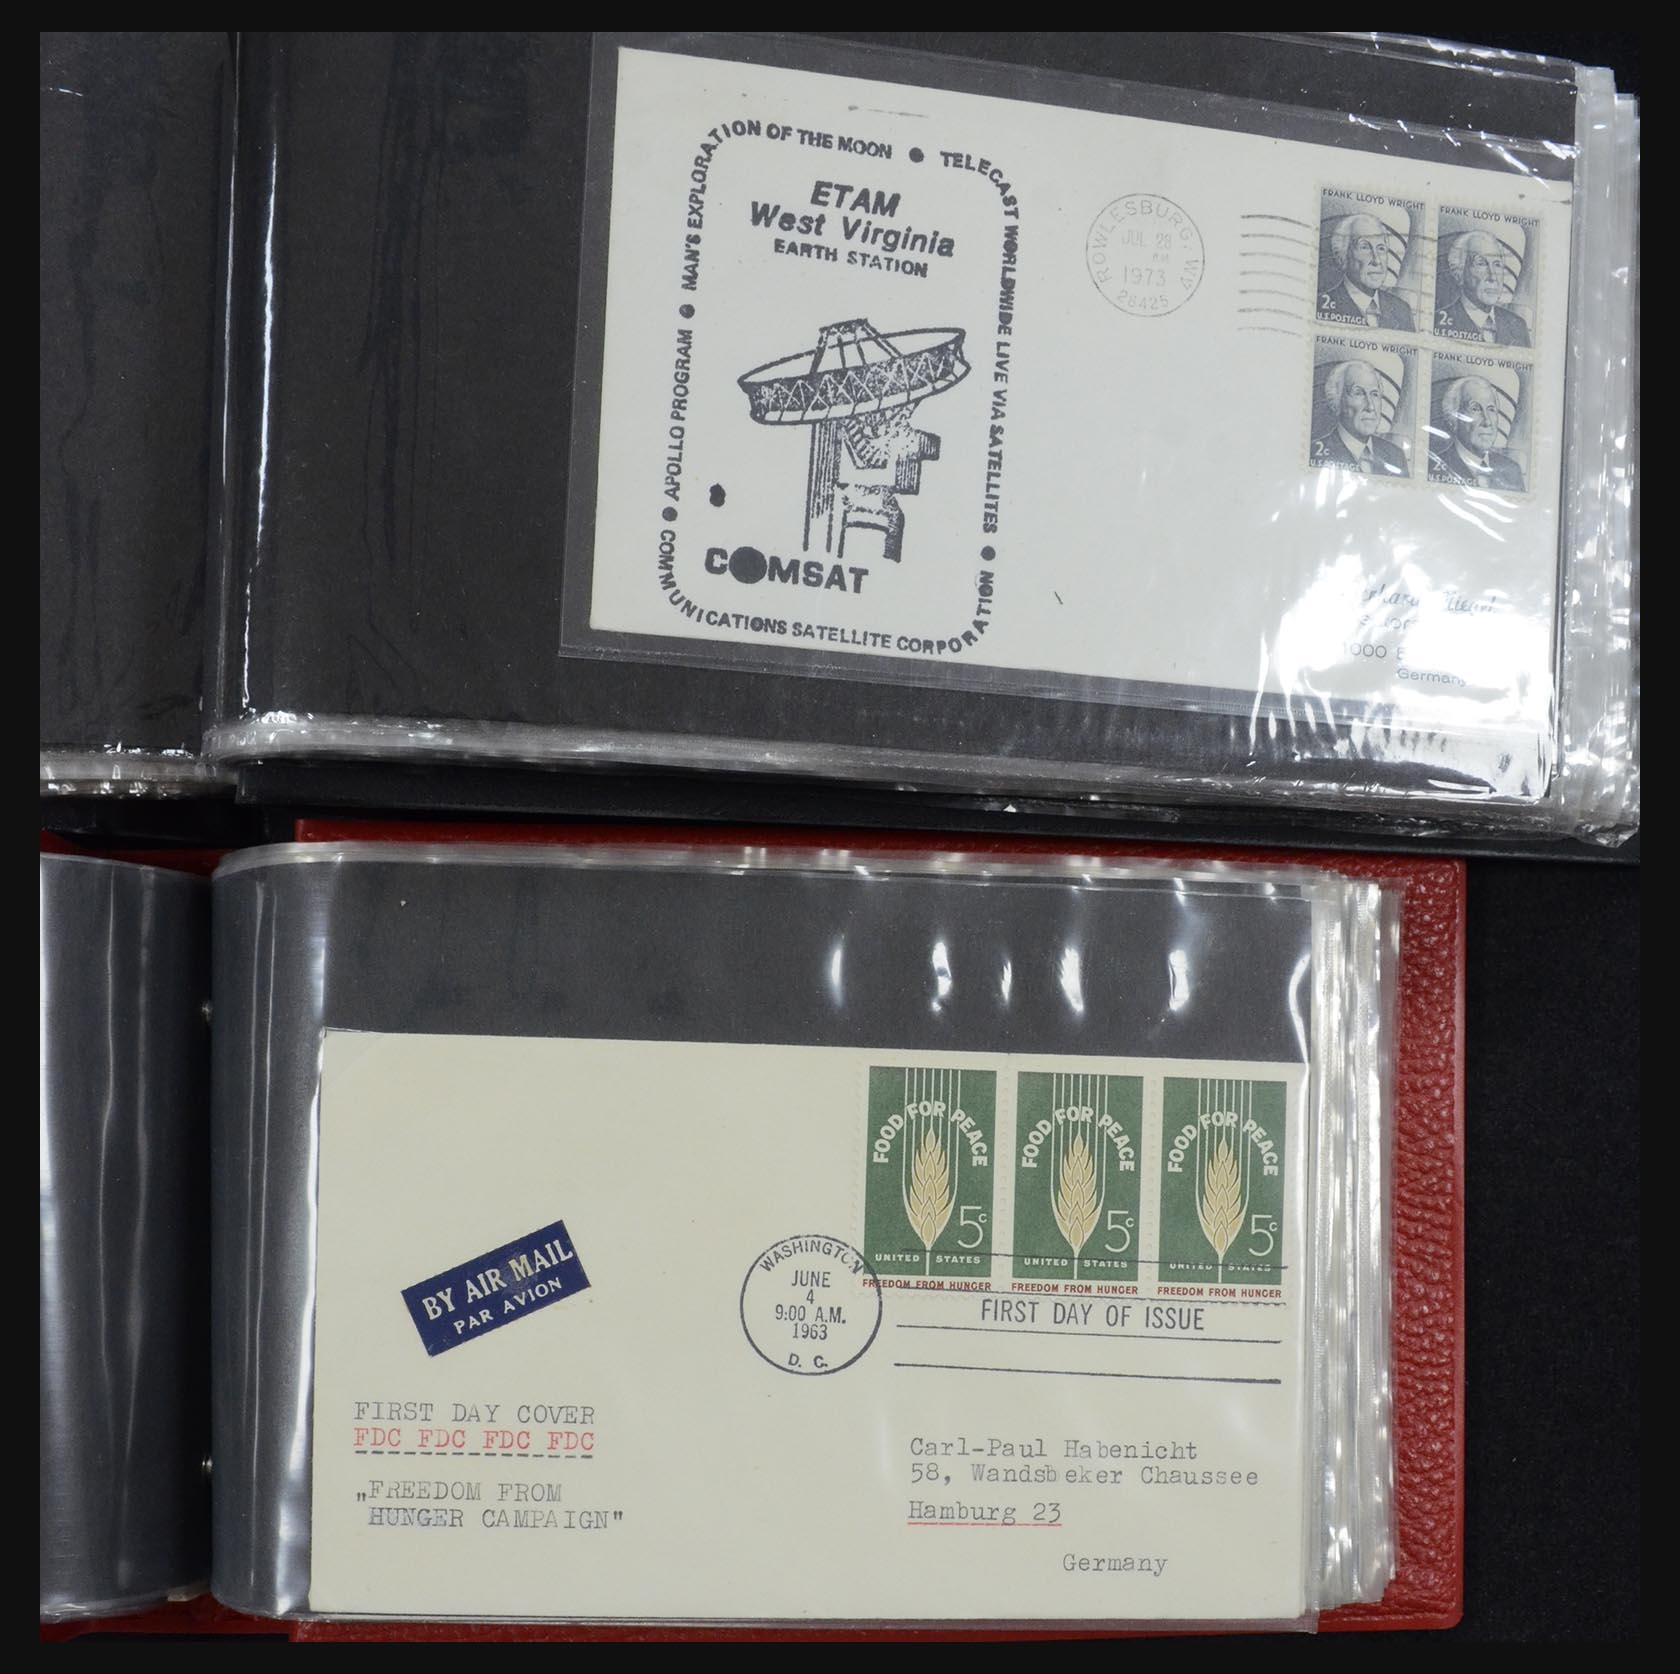 MAN'S EXPLORATION OF THE MOON ● TELECAST WORLDWIDE LIVE VIA SATELLITES ●
COMMUNICATIONS SATELLITE CORPORATION
● APOLLO PROGRAM ●
ETAM
West Virginia
EARTH STATION
COMSAT
ROWLESBURG, WV
JUL 28
1973
26425
FRANK LLOYD WRIGHT
2c
U.S. POSTAGE
FRANK LLOYD WRIGHT
2c
U.S. POSTAGE
FRANK LLOYD WRIGHT
2c
U.S. POSTAGE
FRANK LLOYD WRIGHT
2c
U.S. POSTAGE
1000
Germany
FOOD FOR PEACE
5c
UNITED STATES
FREEDOM FROM HUNGER
FOOD FOR PEACE
5c
UNITED STATES
FREEDOM FROM HUNGER
FOOD FOR PEACE
5c
UNITED STATES
FREEDOM FROM HUNGER
BY AIR MAIL
PAR AVION
WASHINGTON
JUNE
4
9:00 A.M.
1963
D. C.
FIRST DAY OF ISSUE
FIRST DAY COVER
FDC FDC FDC FDC
„FREEDOM FROM
HUNGER CAMPAIGN"
Carl-Paul Habenicht
58, Wandsbeker Chaussee
Hamburg 23
Germany